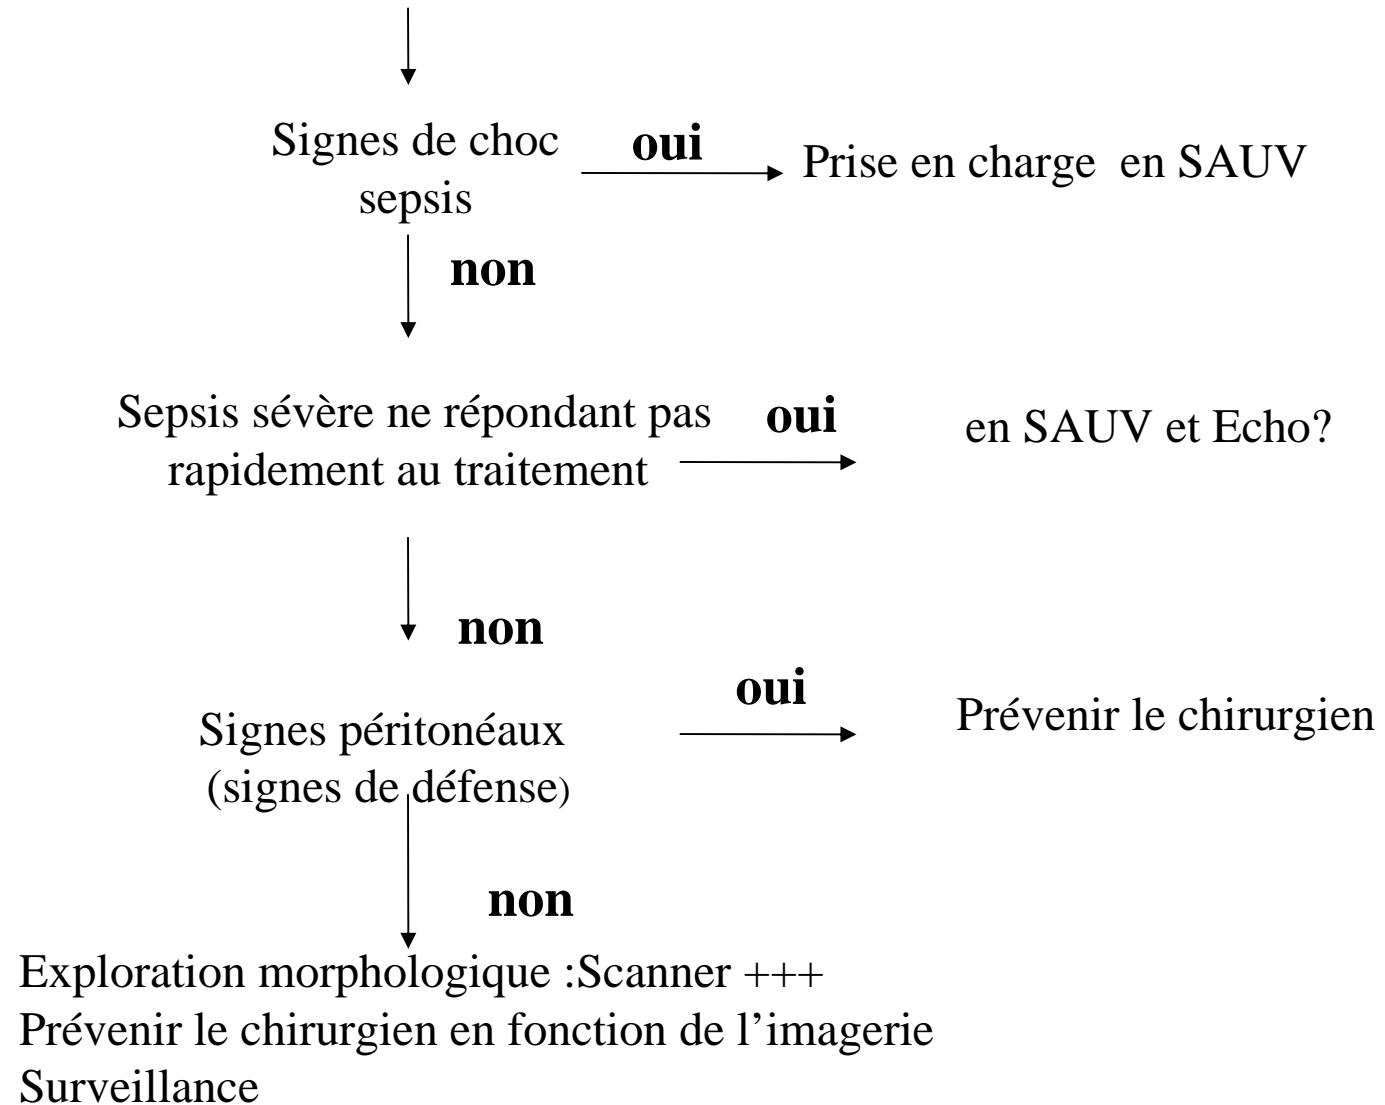 Signes de choc
sepsis
oui
Prise en charge  en SAUV
non
Sepsis sévère ne répondant pas
rapidement au traitement
oui
en SAUV et Echo?
non
Signes péritonéaux
(signes de défense)
oui
Prévenir le chirurgien
non
Exploration morphologique :Scanner +++
Prévenir le chirurgien en fonction de l’imagerie
Surveillance